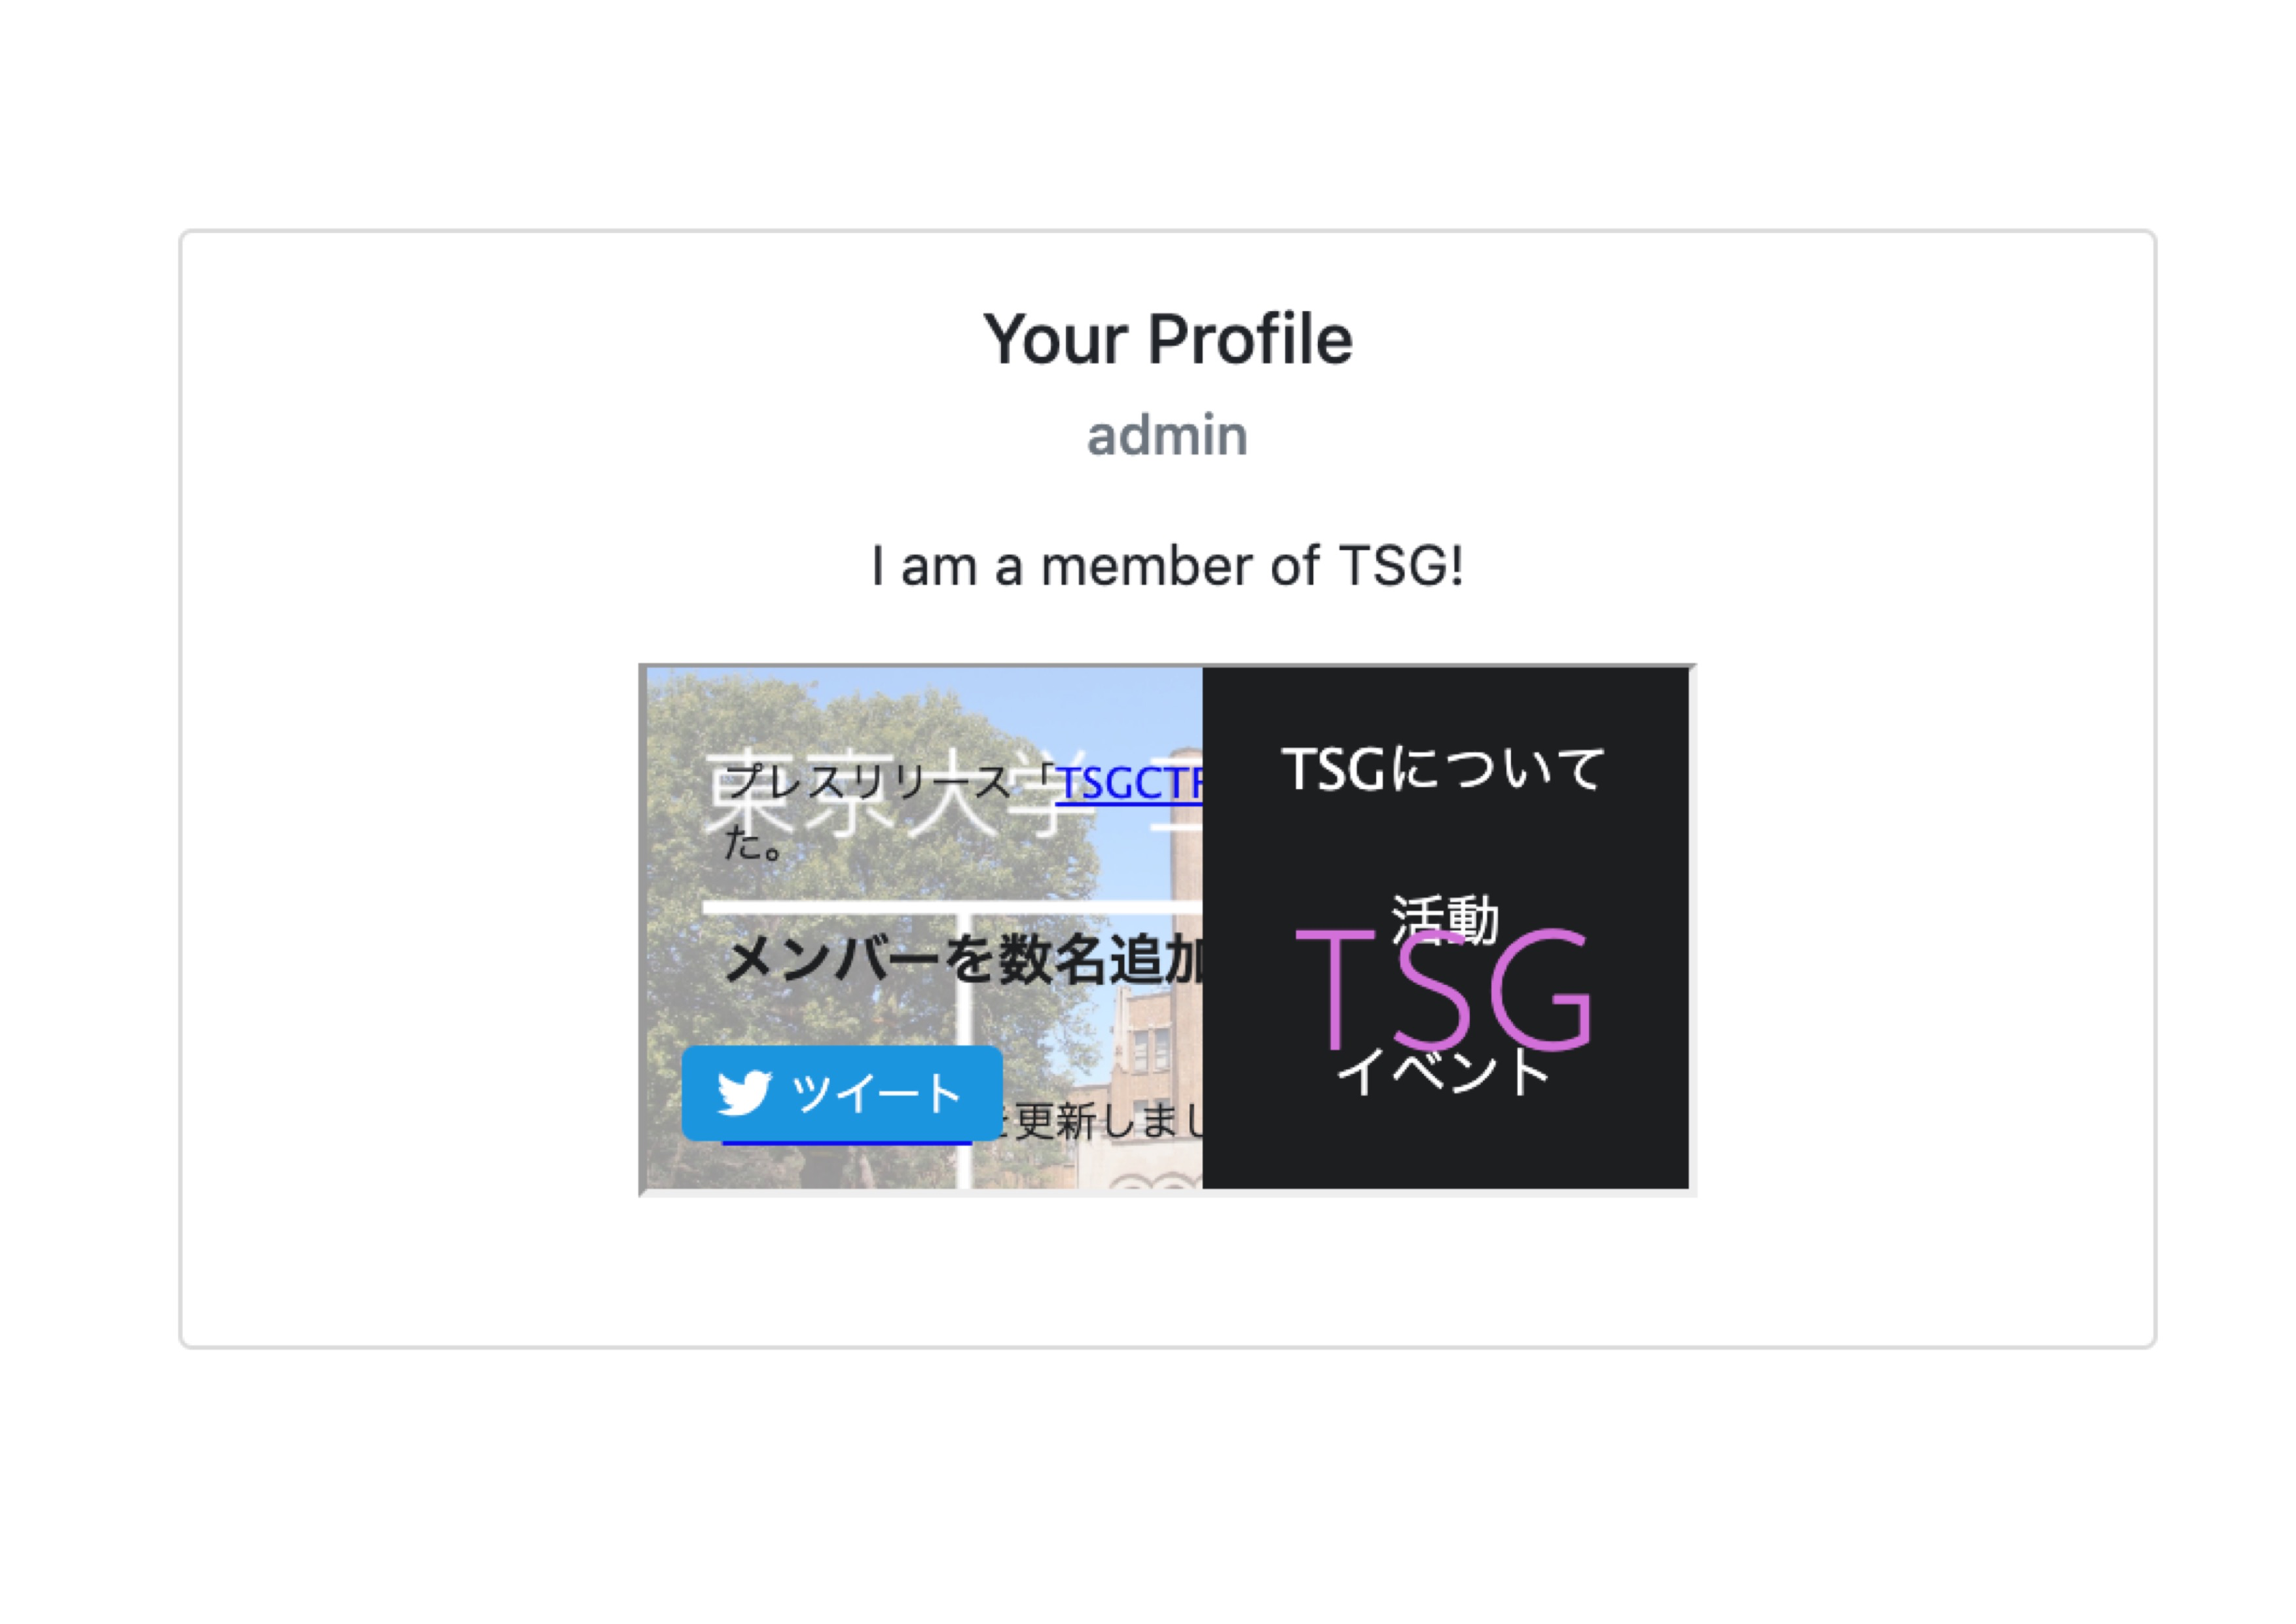 Your Profile
admin
I am a member of TSG!
東京大学
プレスリリース「TSGCTF
た。
メンバーを数名追加
ツイート
を更新しまし
TSGについて
活動
TSG
イベント